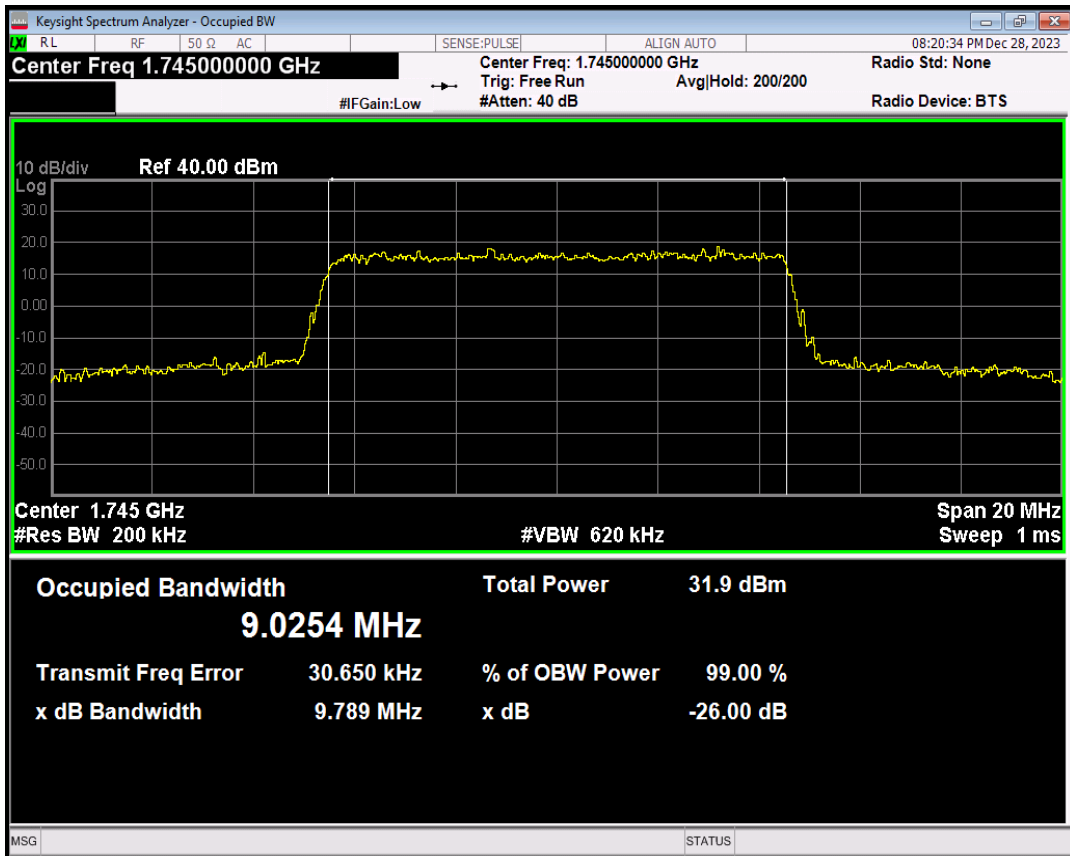 Keysight Spectrum Analyzer - Occupied BW
LXI RL RF 50 Ω AC SENSE:PULSE ALIGN AUTO 08:20:34 PM Dec 28, 2023
Center Freq 1.745000000 GHz Center Freq: 1.745000000 GHz Radio Std: None
Trig: Free Run Avg|Hold: 200/200
#IFGain:Low #Atten: 40 dB Radio Device: BTS
10 dB/div Ref 40.00 dBm
Log
30.0
20.0
10.0
0.00
-10.0
-20.0
-30.0
-40.0
-50.0
Center 1.745 GHz Span 20 MHz
#Res BW 200 kHz #VBW 620 kHz Sweep 1 ms
Occupied Bandwidth Total Power 31.9 dBm
9.0254 MHz
Transmit Freq Error 30.650 kHz % of OBW Power 99.00 %
x dB Bandwidth 9.789 MHz x dB -26.00 dB
MSG STATUS